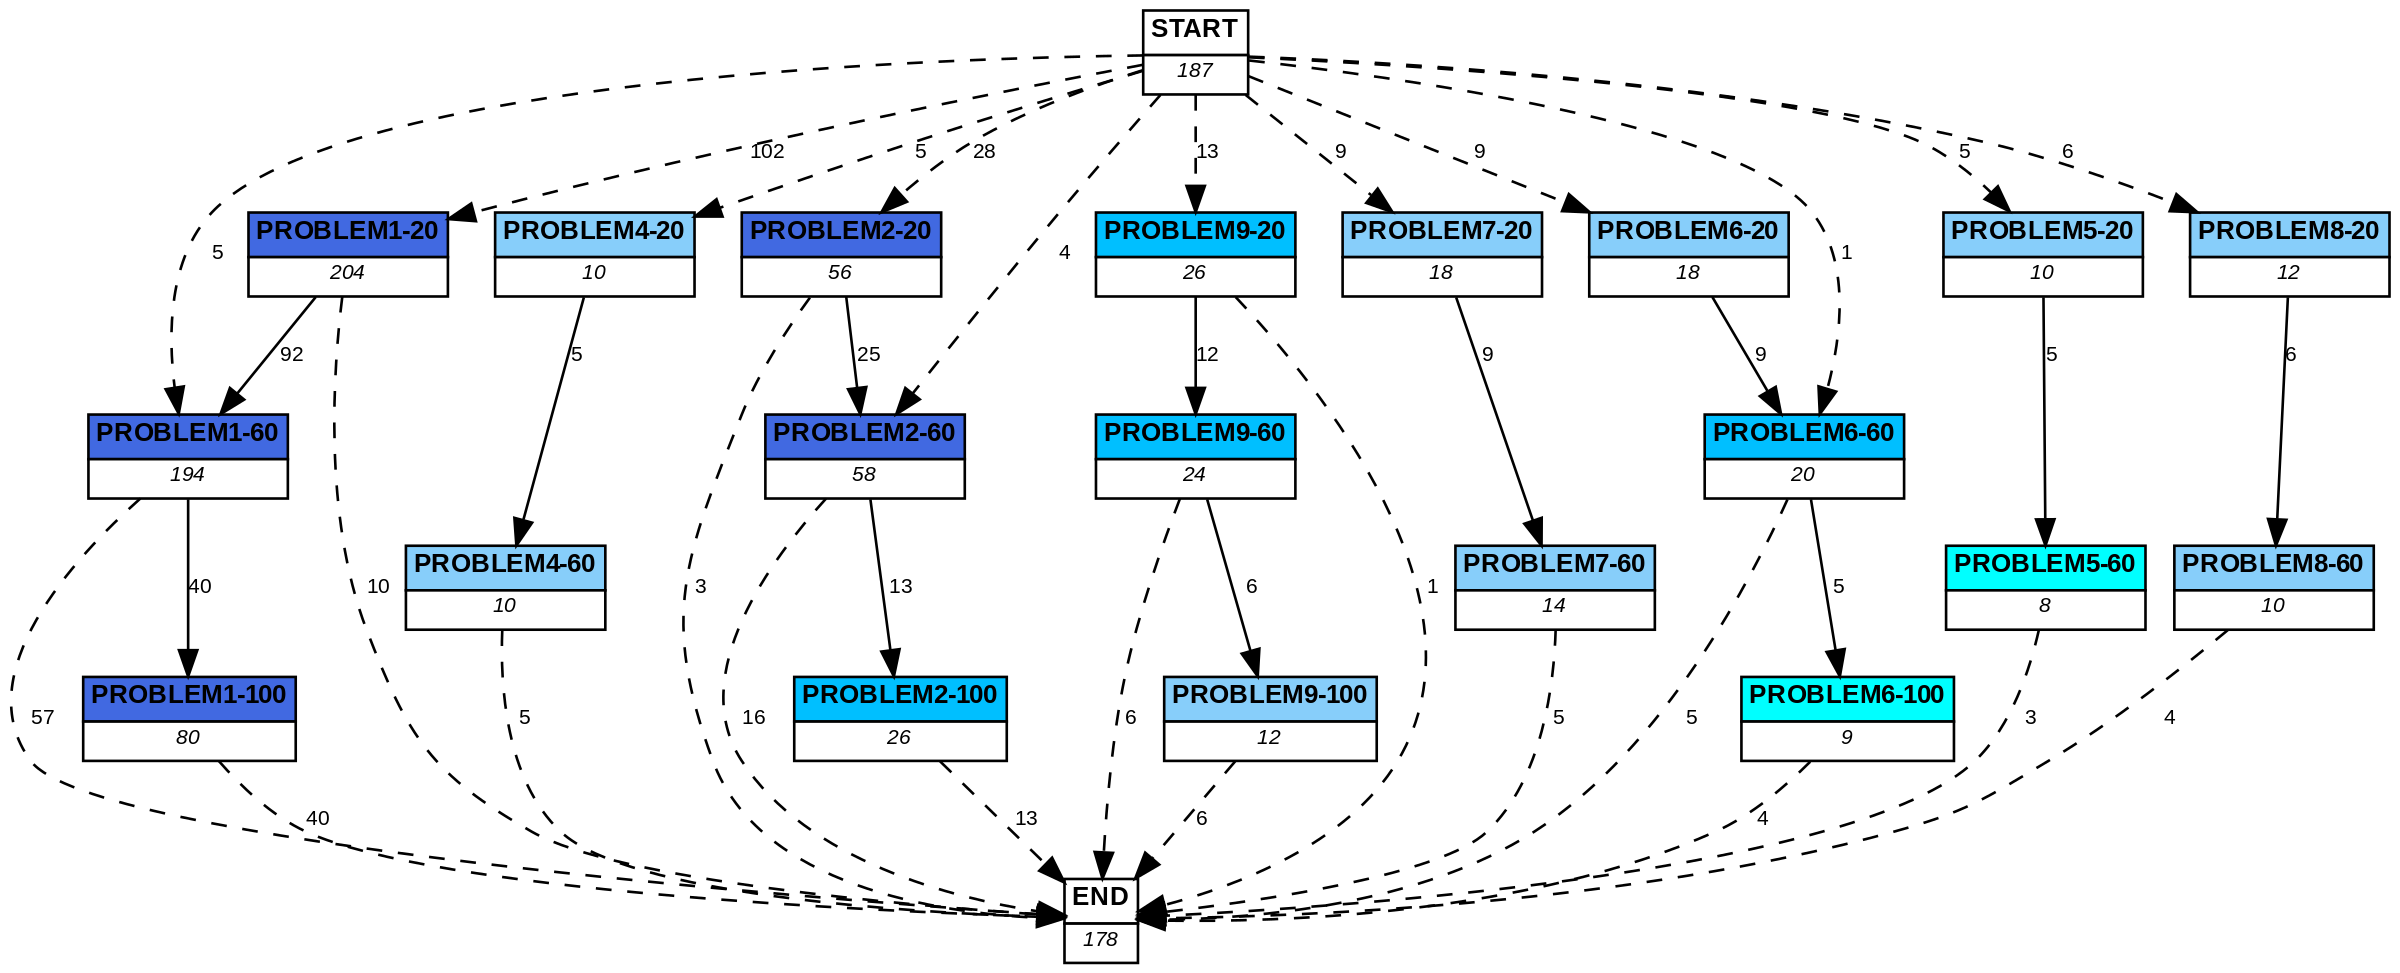 START
187
102
5
28
13
9
9
5
6
5
4
1
PROBLEM1-20
204
PROBLEM4-20
10
PROBLEM2-20
56
PROBLEM9-20
26
PROBLEM7-20
18
PROBLEM6-20
18
PROBLEM5-20
10
PROBLEM8-20
12
92
5
25
12
9
9
5
6
PROBLEM1-60
194
PROBLEM2-60
58
PROBLEM9-60
24
PROBLEM6-60
20
PROBLEM4-60
10
PROBLEM7-60
14
PROBLEM5-60
8
PROBLEM8-60
10
40
10
3
13
6
1
5
PROBLEM1-100
80
PROBLEM2-100
26
PROBLEM9-100
12
PROBLEM6-100
9
57
5
16
6
5
5
3
4
40
13
6
4
END
178